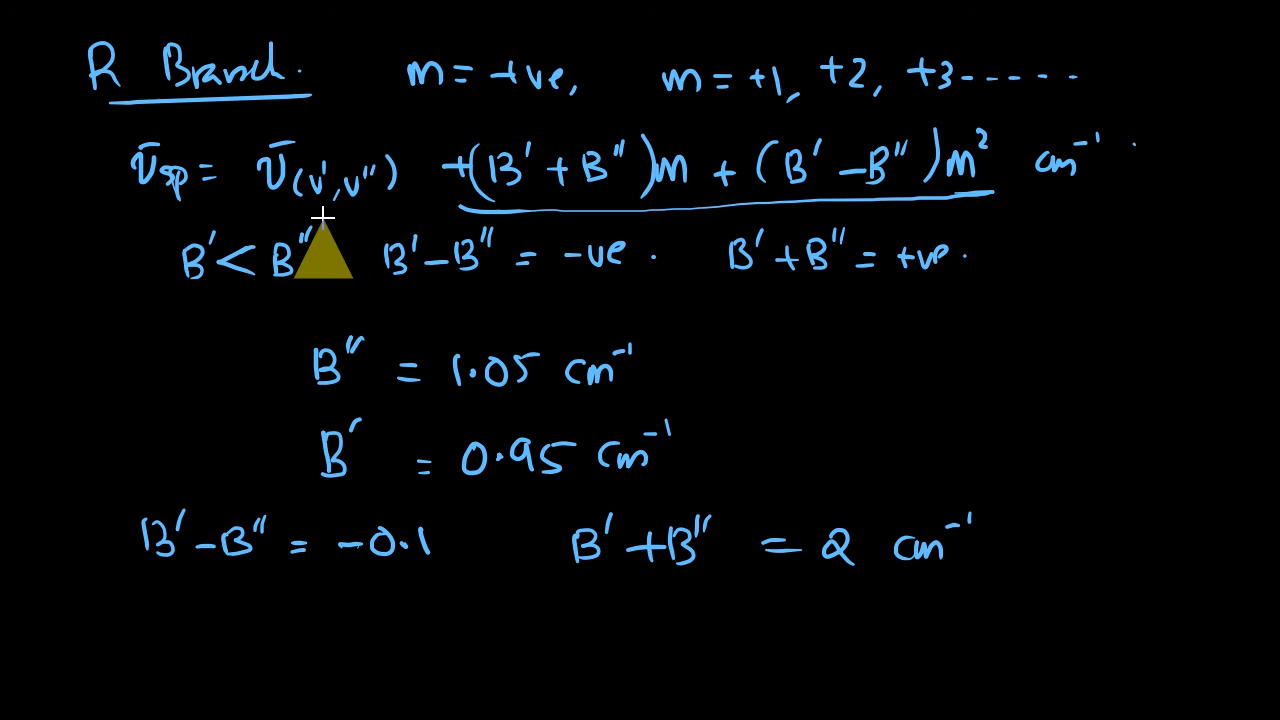 R Branch. m = +ve, m = +1, +2, +3-----
ν̄sp = ν̄(v',v'') +(B' + B'')m + (B' - B'')m² cm⁻¹.
B' < B'' B' - B'' = -ve. B' + B'' = +ve.
B'' = 1.05 cm⁻¹
B' = 0.95 cm⁻¹
B' - B'' = -0.1 B' + B'' = 2 cm⁻¹